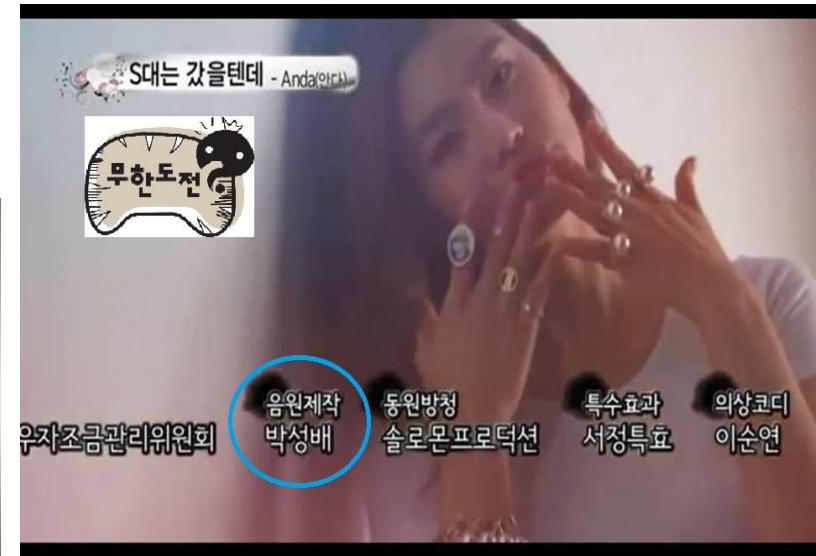 S대는 갔을텐데 - Anda(안다)
무한도전
음원제작 동원방청 특수효과 의상코디
우자조금관리위원회 박성배 솔로몬프로덕션 서정특효 이순연